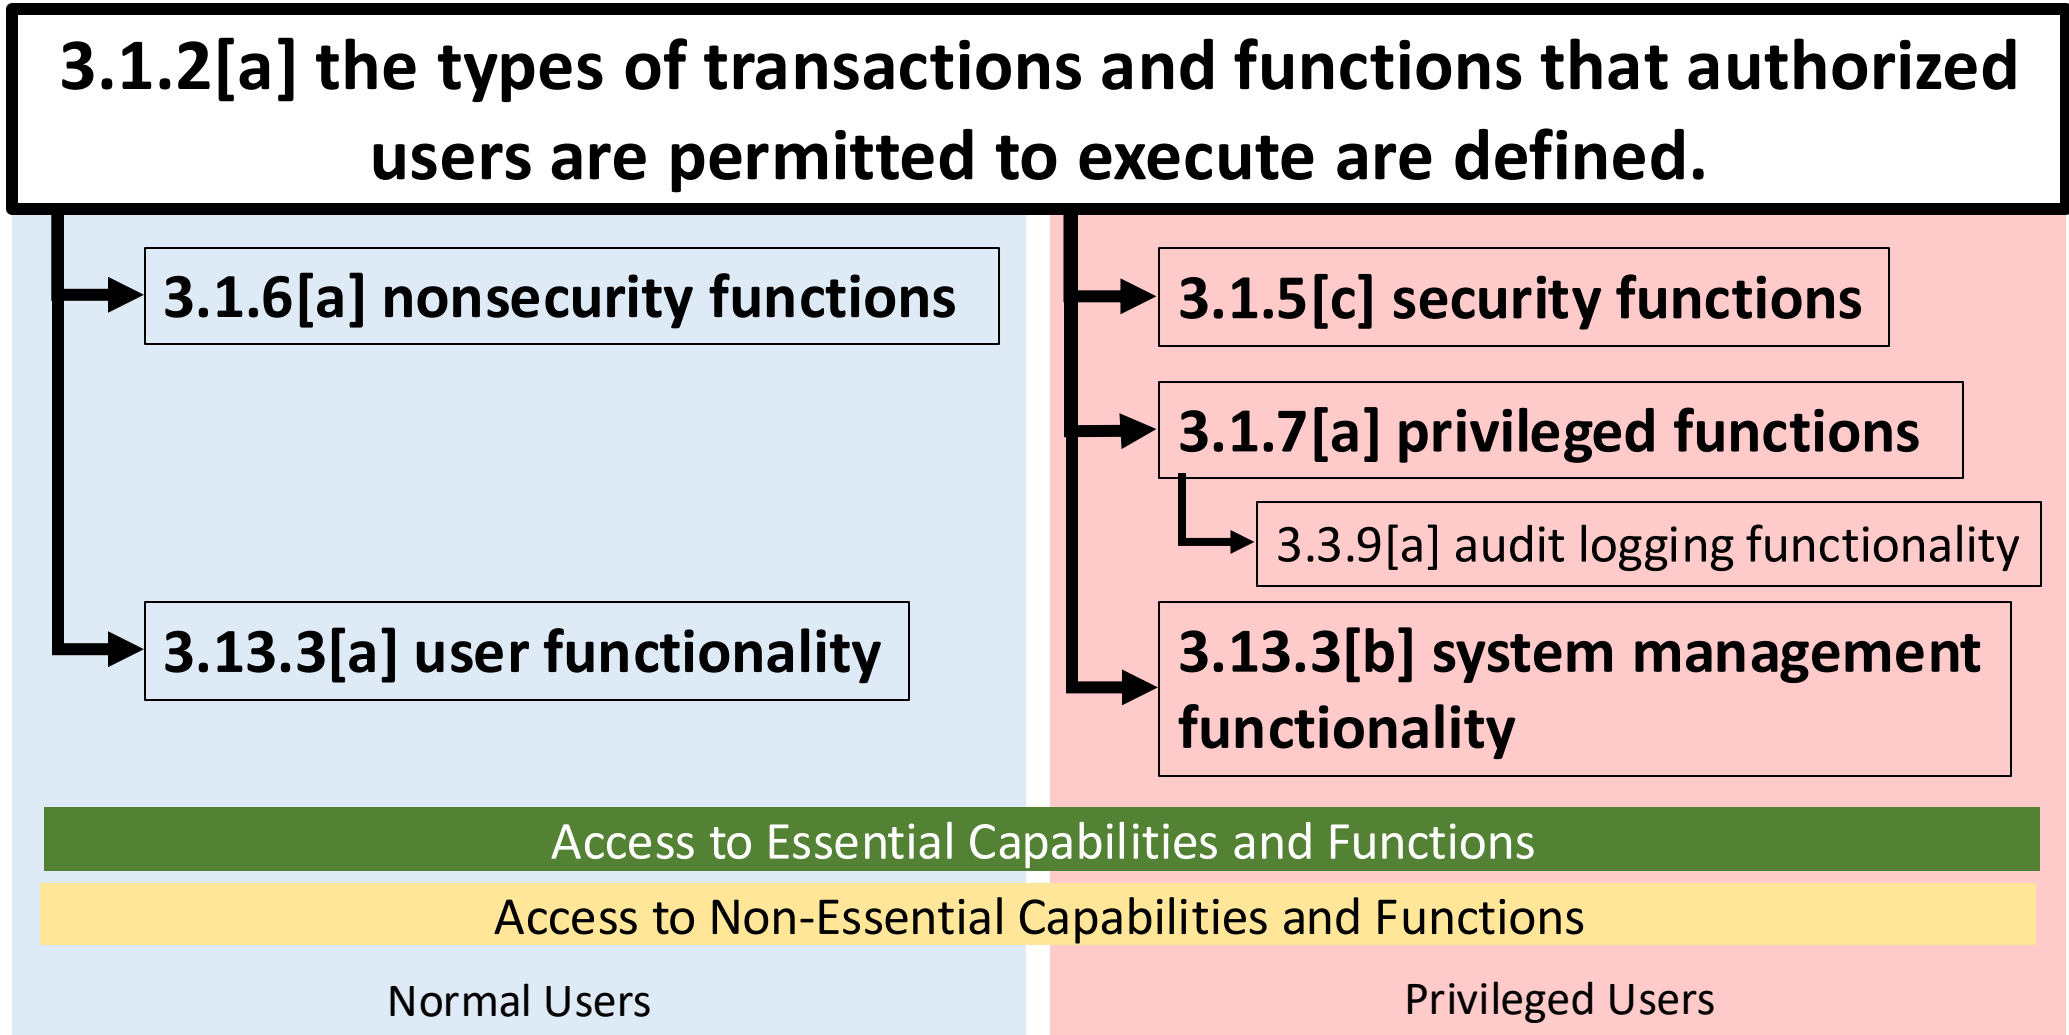 3.1.2[a] the types of transactions and functions that authorized
users are permitted to execute are defined.
3.1.6[a] nonsecurity functions
3.13.3[a] user functionality
3.1.5[c] security functions
3.1.7[a] privileged functions
3.3.9[a] audit logging functionality
3.13.3[b] system management
functionality
Access to Essential Capabilities and Functions
Access to Non-Essential Capabilities and Functions
Normal Users
Privileged Users